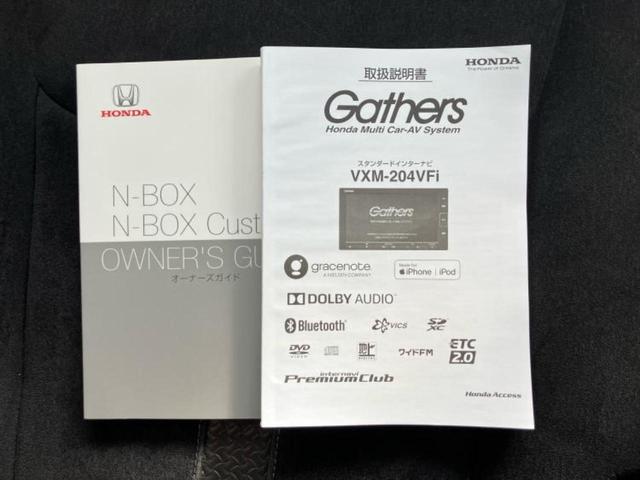 HONDA
N-BOX
N-BOX Cust
OWNER'S GU
オーナーズガイド
HONDA
The Power of Dreams
取扱説明書
Gathers
Honda Multi Car-AV System
スタンダードインターナビ
VXM-204VFi
Gathers
gracenote.
A NIELSEN COMPANY
Made for
iPhone | iPod
DOLBY AUDIO
Bluetooth
VICS
SD XC
DVD VIDEO
ワイドFM
ETC 2.0
internavi
PremiumClub
Honda Access